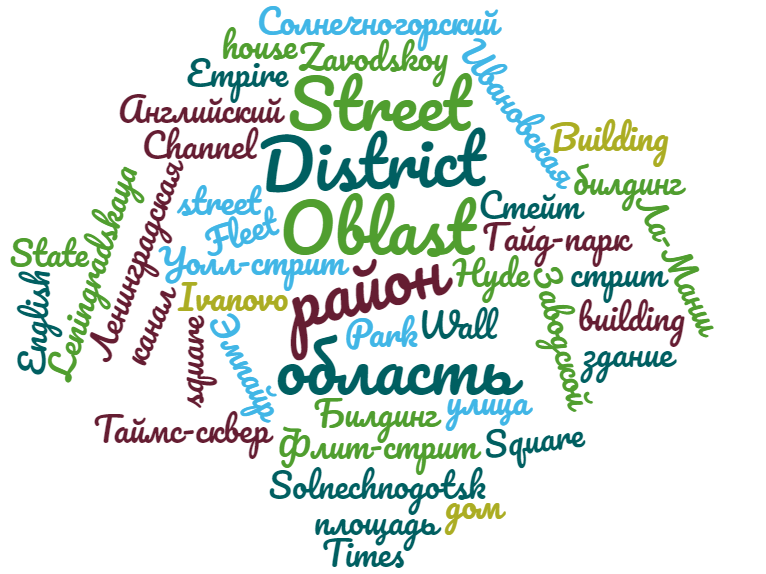 Солнечногорский
house
Zavodskoy
Ивановская
Empire
Street
Английский
Building
Channel
District
билдинг
Leningradskaya
Ленинградская
street
Стейт
Ла-Манш
Fleet
Oblast
Тайд-парк
State
Уолл-стрит
Hyde
стрит
English
Ivanovo
район
Заводской
building
канал
square
Эмпайр
Park
Wall
здание
область
улица
Таймс-сквер
Билдинг
Флит-стрит
Square
Solnechnogotsk
дом
площадь
Times